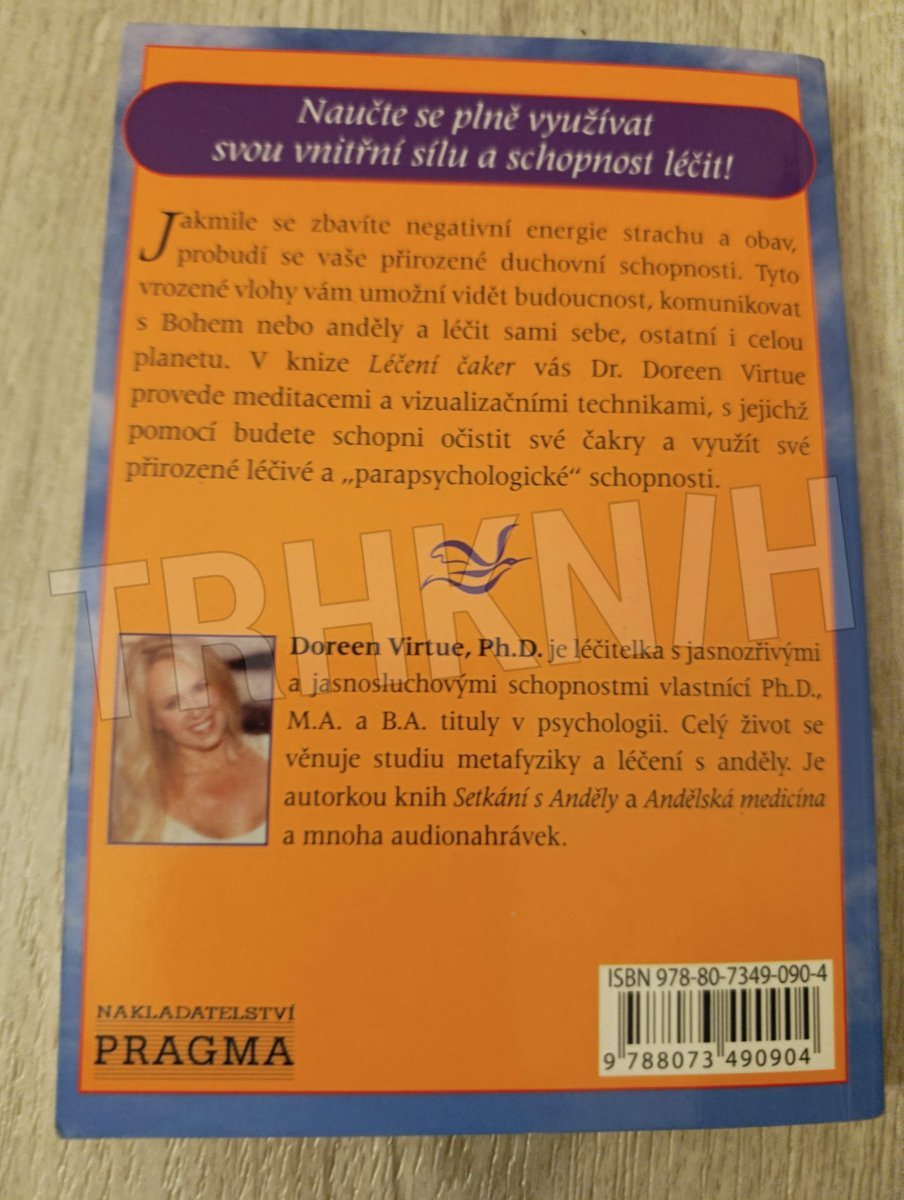 Naučte se plně využívat
svou vnitřní sílu a schopnost léčit!
Jakmile se zbavíte negativní energie strachu a obav,
probudí se vaše přirozené duchovní schopnosti. Tyto
vrozené vlohy vám umožní vidět budoucnost, komunikovat
s Bohem nebo anděly a léčit sami sebe, ostatní i celou
planetu. V knize Léčení čaker vás Dr. Doreen Virtue
provede meditacemi a vizualizačními technikami, s jejichž
pomocí budete schopni očistit své čakry a využít své
přirozené léčivé a „parapsychologické“ schopnosti.
TRHKNIH
Doreen Virtue, Ph.D. je léčitelka s jasnozřivými
a jasnosluchovými schopnostmi vlastnící Ph.D.,
M.A. a B.A. tituly v psychologii. Celý život se
věnuje studiu metafyziky a léčení s anděly. Je
autorkou knih Setkání s Anděly a Andělská medicína
a mnoha audionahrávek.
ISBN 978-80-7349-090-4
9 788073 490904
NAKLADATELSTVÍ
PRAGMA